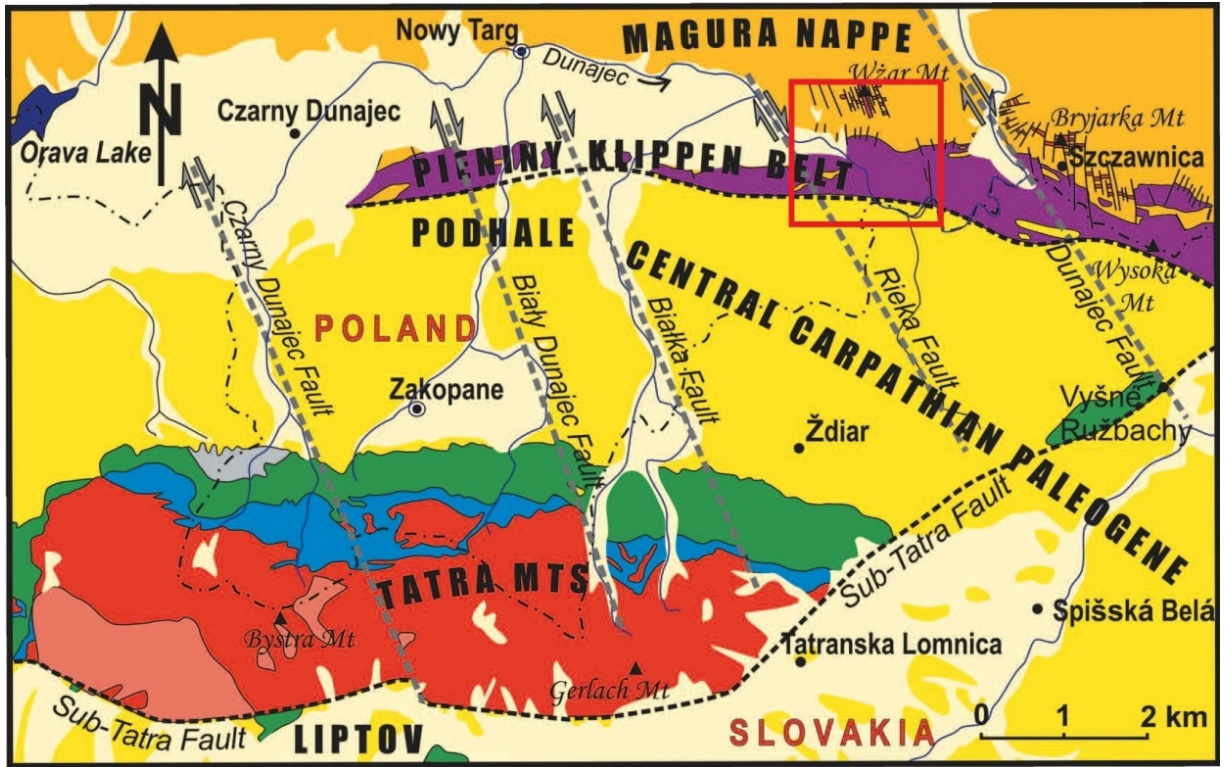 MAGURA NAPPE
Nowy Targ
Dunajec
Wżar Mt
N
Czarny Dunajec
Bryjarka Mt
Orava Lake
Szczawnica
PIENINY KLIPPEN BELT
PODHALE
Czarny Dunajec Fault
CENTRAL CARPATHIAN PALEOGENE
Wysoka
Mt
POLAND
Biały Dunajec Fault
Białka Fault
Rieka Fault
Dunajec Fault
Zakopane
Vyšné
Ružbachy
Ždiar
Sub-Tatra Fault
TATRA MTS
Spišská Belá
Bystra Mt
Tatranska Lomnica
Gerlach Mt
Sub-Tatra Fault
LIPTOV
SLOVAKIA
0 1 2 km